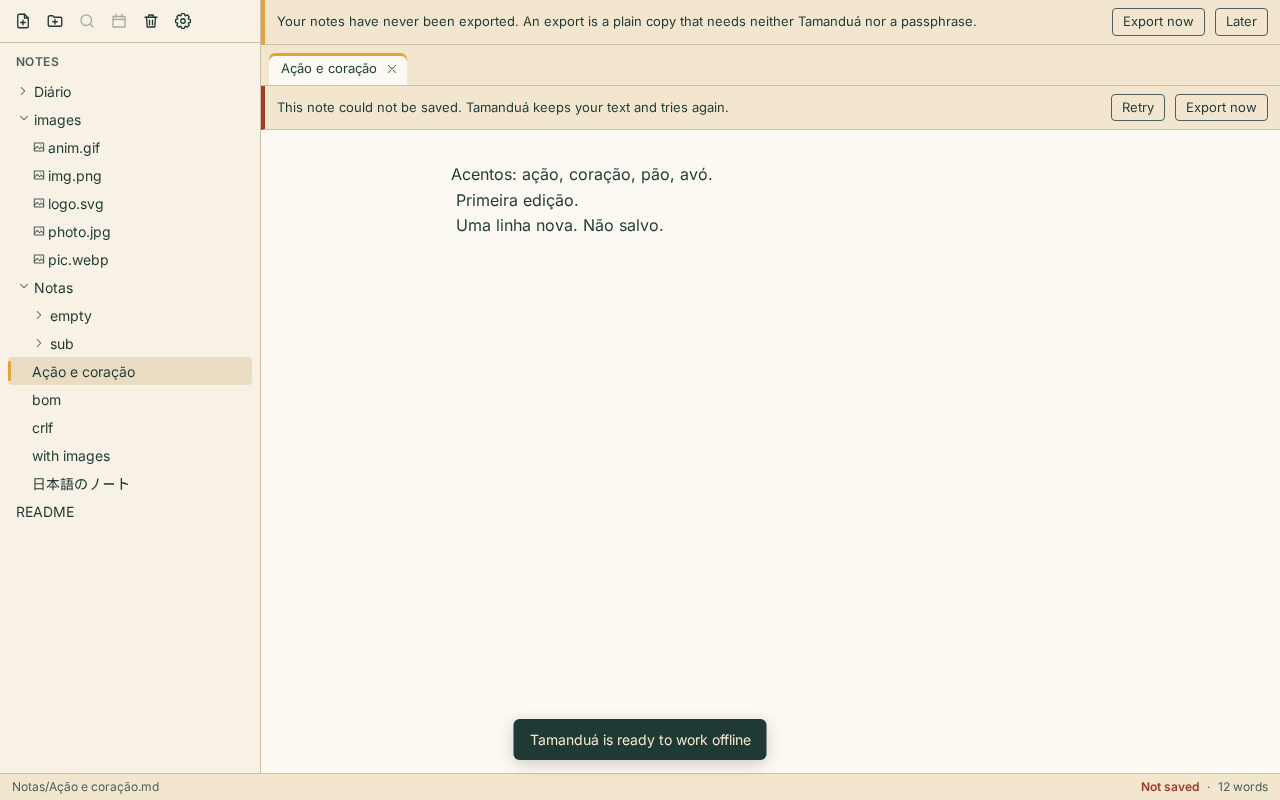 Your notes have never been exported. An export is a plain copy that needs neither Tamanduá nor a passphrase.
Export now
Later
NOTES
Diário
images
anim.gif
img.png
logo.svg
photo.jpg
pic.webp
Notas
empty
sub
Ação e coração
bom
crlf
with images
日本語のノート
README
Ação e coração
This note could not be saved. Tamanduá keeps your text and tries again.
Retry
Export now
Acentos: ação, coração, pão, avó.
Primeira edição.
Uma linha nova. Não salvo.
Tamanduá is ready to work offline
Notas/Ação e coração.md
Not saved · 12 words